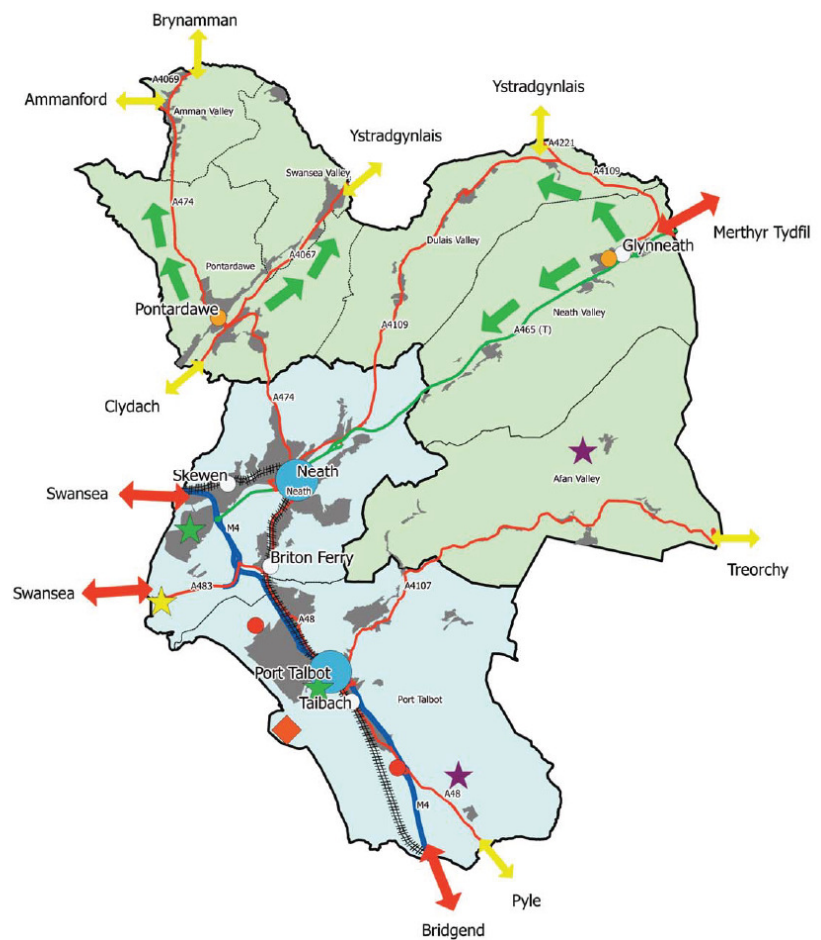 Brynamman
A4069
Ammanford
Amman Valley
Ystradgynlais
Ystradgynlais
A4221
A4109
Swansea Valley
A474
Merthyr Tydfil
Dulais Valley
Glynneath
A4067
Pontardawe
Pontardawe
Neath Valley
A4109
A465 (T)
Clydach
A474
Skewen
Neath
Neath
Afan Valley
Swansea
M4
Briton Ferry
Treorchy
Swansea
A483
A4107
A48
Port Talbot
Taibach
Port Talbot
A48
M4
Pyle
Bridgend